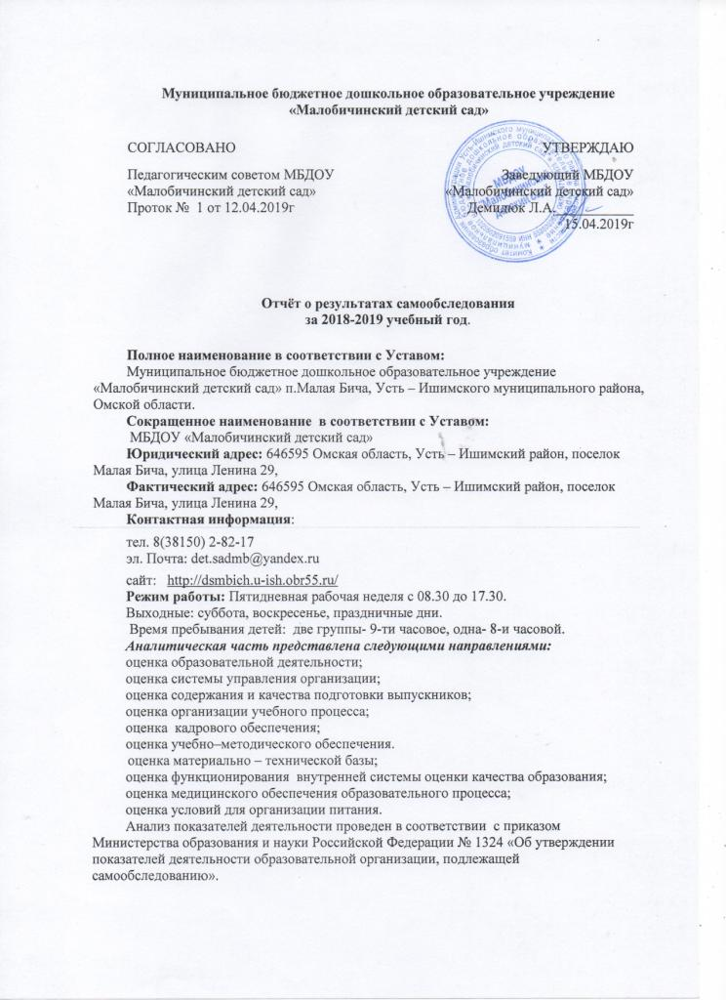 Муниципальное бюджетное дошкольное образовательное учреждение
«Малобичинский детский сад»
СОГЛАСОВАНО УТВЕРЖДАЮ
Педагогическим советом МБДОУ Заведующий МБДОУ
«Малобичинский детский сад» «Малобичинский детский сад»
Проток № 1 от 12.04.2019г Демидюк Л.А.
15.04.2019г
Отчёт о результатах самообследования
за 2018-2019 учебный год.
Полное наименование в соответствии с Уставом:
Муниципальное бюджетное дошкольное образовательное учреждение
«Малобичинский детский сад» п.Малая Бича, Усть – Ишимского муниципального района,
Омской области.
Сокращенное наименование в соответствии с Уставом:
МБДОУ «Малобичинский детский сад»
Юридический адрес: 646595 Омская область, Усть – Ишимский район, поселок
Малая Бича, улица Ленина 29,
Фактический адрес: 646595 Омская область, Усть – Ишимский район, поселок
Малая Бича, улица Ленина 29,
Контактная информация:
тел. 8(38150) 2-82-17
эл. Почта: det.sadmb@yandex.ru
сайт: http://dsmbich.u-ish.obr55.ru/
Режим работы: Пятидневная рабочая неделя с 08.30 до 17.30.
Выходные: суббота, воскресенье, праздничные дни.
Время пребывания детей: две группы- 9-ти часовое, одна- 8-и часовой.
Аналитическая часть представлена следующими направлениями:
оценка образовательной деятельности;
оценка системы управления организации;
оценка содержания и качества подготовки выпускников;
оценка организации учебного процесса;
оценка кадрового обеспечения;
оценка учебно–методического обеспечения.
оценка материально – технической базы;
оценка функционирования внутренней системы оценки качества образования;
оценка медицинского обеспечения образовательного процесса;
оценка условий для организации питания.
Анализ показателей деятельности проведен в соответствии с приказом
Министерства образования и науки Российской Федерации № 1324 «Об утверждении
показателей деятельности образовательной организации, подлежащей
самообследованию».